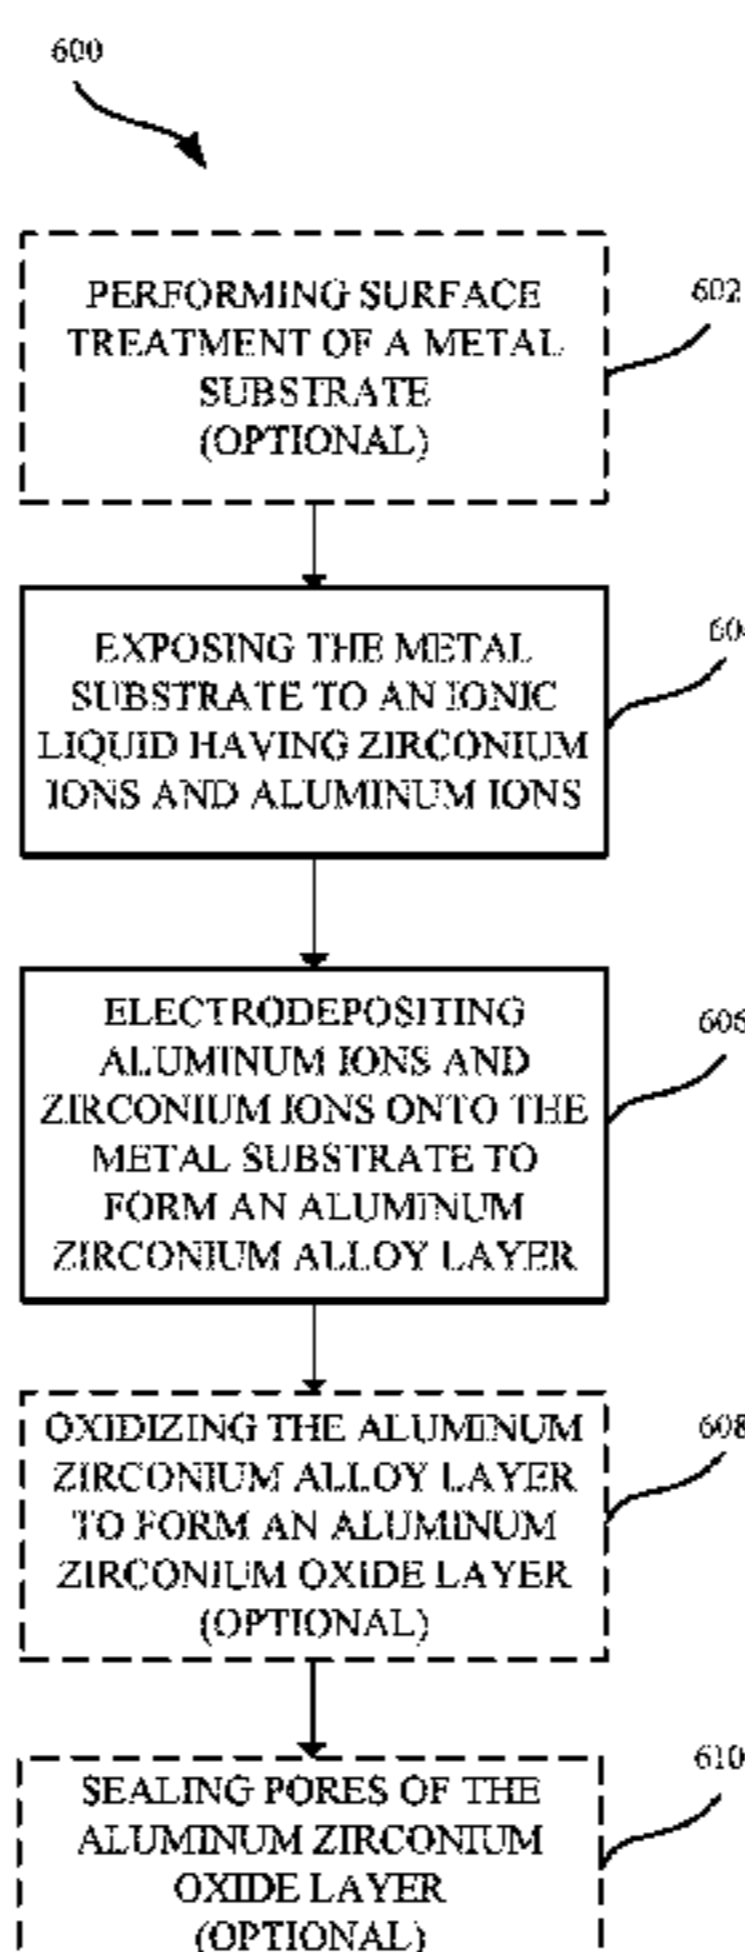 600
PERFORMING SURFACE
TREATMENT OF A METAL
SUBSTRATE
(OPTIONAL)
602
EXPOSING THE METAL
SUBSTRATE TO AN IONIC
LIQUID HAVING ZIRCONIUM
IONS AND ALUMINUM IONS
ELECTRODEPOSITING
ALUMINUM IONS AND
ZIRCONIUM IONS ONTO THE
METAL SUBSTRATE TO
FORM AN ALUMINUM
ZIRCONIUM ALLOY LAYER
606
OXIDIZING THE ALUMINUM
ZIRCONIUM ALLOY LAYER
TO FORM AN ALUMINUM
ZIRCONIUM OXIDE LAYER
(OPTIONAL)
608
SEALING PORES OF THE
ALUMINUM ZIRCONIUM
OXIDE LAYER
(OPTIONAL)
610